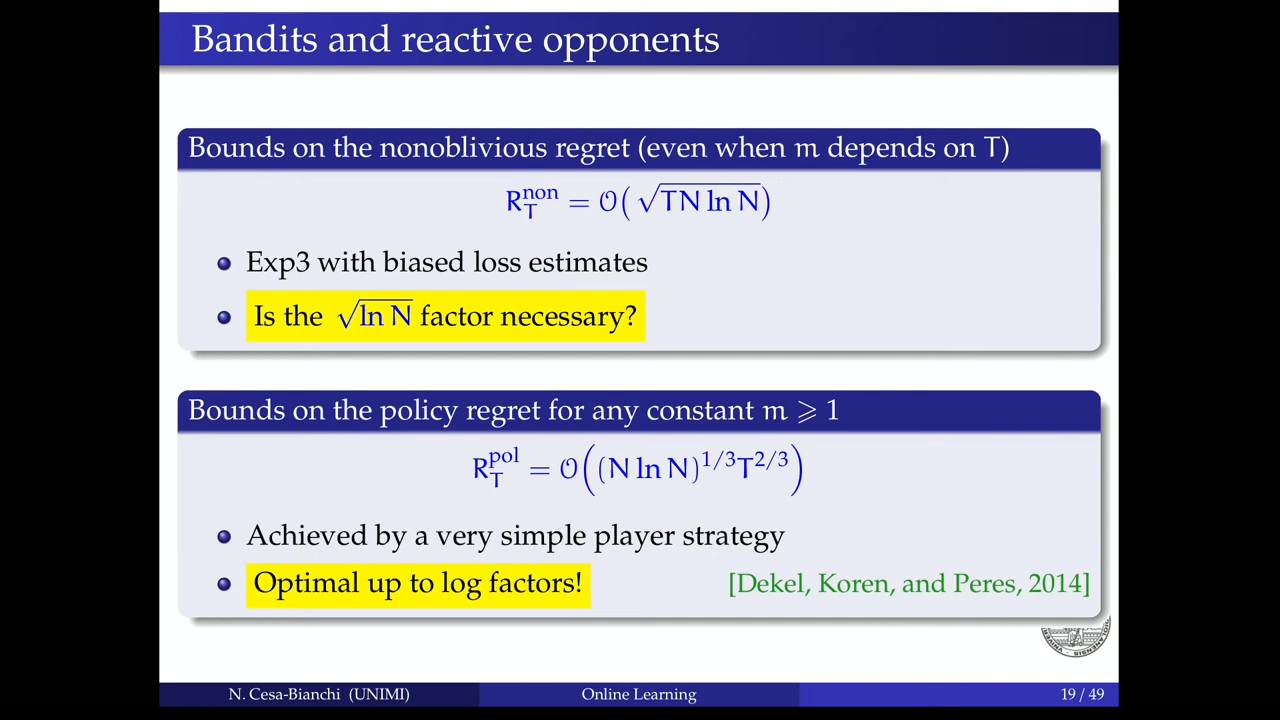 Bandits and reactive opponents
Bounds on the nonoblivious regret (even when m depends on T)
R_T^non = O(√(TN ln N))
Exp3 with biased loss estimates
Is the √(ln N) factor necessary?
Bounds on the policy regret for any constant m ⩾ 1
R_T^pol = O((N ln N)^{1/3}T^{2/3})
Achieved by a very simple player strategy
Optimal up to log factors! [Dekel, Koren, and Peres, 2014]
N. Cesa-Bianchi (UNIMI) Online Learning 19 / 49